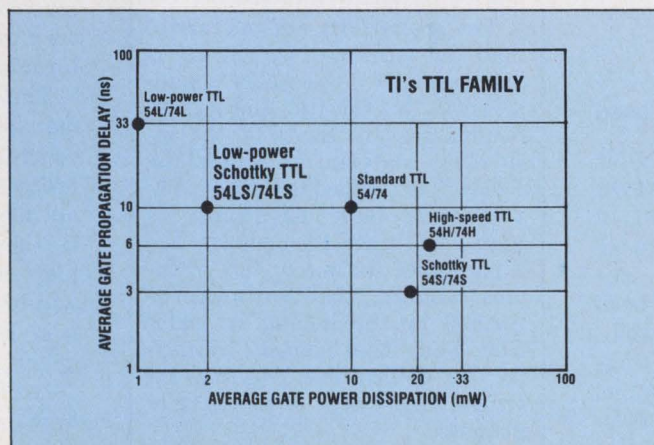 TI's TTL FAMILY
AVERAGE GATE PROPAGATION DELAY (ns)
100
33
10
6
3
1
Low-power TTL
54L/74L
Low-power
Schottky TTL
54LS/74LS
Standard TTL
54/74
High-speed TTL
54H/74H
Schottky TTL
54S/74S
1
2
10
20
33
100
AVERAGE GATE POWER DISSIPATION (mW)